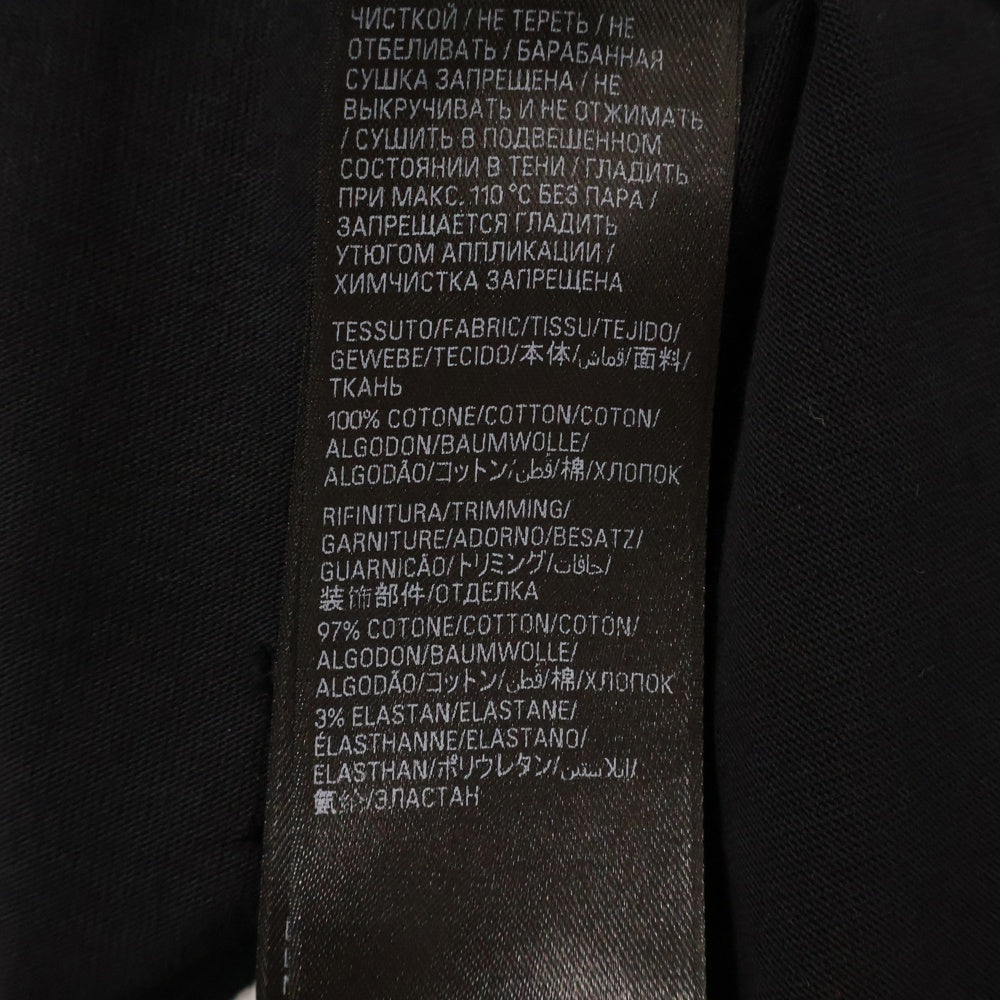 ЧИСТКОЙ / НЕ ТЕРЕТЬ / НЕ
ОТБЕЛИВАТЬ / БАРАБАННАЯ
СУШКА ЗАПРЕЩЕНА / НЕ
ВЫКРУЧИВАТЬ И НЕ ОТЖИМАТЬ
/ СУШИТЬ В ПОДВЕШЕННОМ
СОСТОЯНИИ В ТЕНИ / ГЛАДИТЬ
ПРИ МАКС. 110 °C БЕЗ ПАРА /
ЗАПРЕЩАЕТСЯ ГЛАДИТЬ
УТЮГОМ АППЛИКАЦИИ /
ХИМЧИСТКА ЗАПРЕЩЕНА
TESSUTO/FABRIC/TISSU/TEJIDO/
GEWEBE/TECIDO/本体/قماش/面料/
ТКАНЬ
100% COTONE/COTTON/COTON/
ALGODON/BAUMWOLLE/
ALGODÃO/コットン/قطن/棉/ХЛОПОК
RIFINITURA/TRIMMING/
GARNITURE/ADORNO/BESATZ/
GUARNICÃO/トリミング/حافات/
装饰部件/ОТДЕЛКА
97% COTONE/COTTON/COTON/
ALGODON/BAUMWOLLE/
ALGODÃO/コットン/قطن/棉/ХЛОПОК
3% ELASTAN/ELASTANE/
ÉLASTHANNE/ELASTANO/
ELASTHAN/ポリウレタン/ايلاستين/
氨纶/ЭЛАСТАН